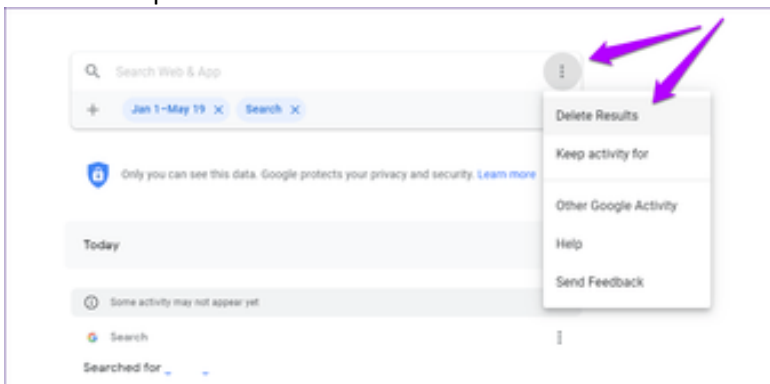 Search Web & App
Jan 1–May 19 ×
Search ×
Delete Results
Keep activity for
Only you can see this data. Google protects your privacy and security. Learn more
Other Google Activity
Today
Help
Send Feedback
Some activity may not appear yet
Search
Searched for